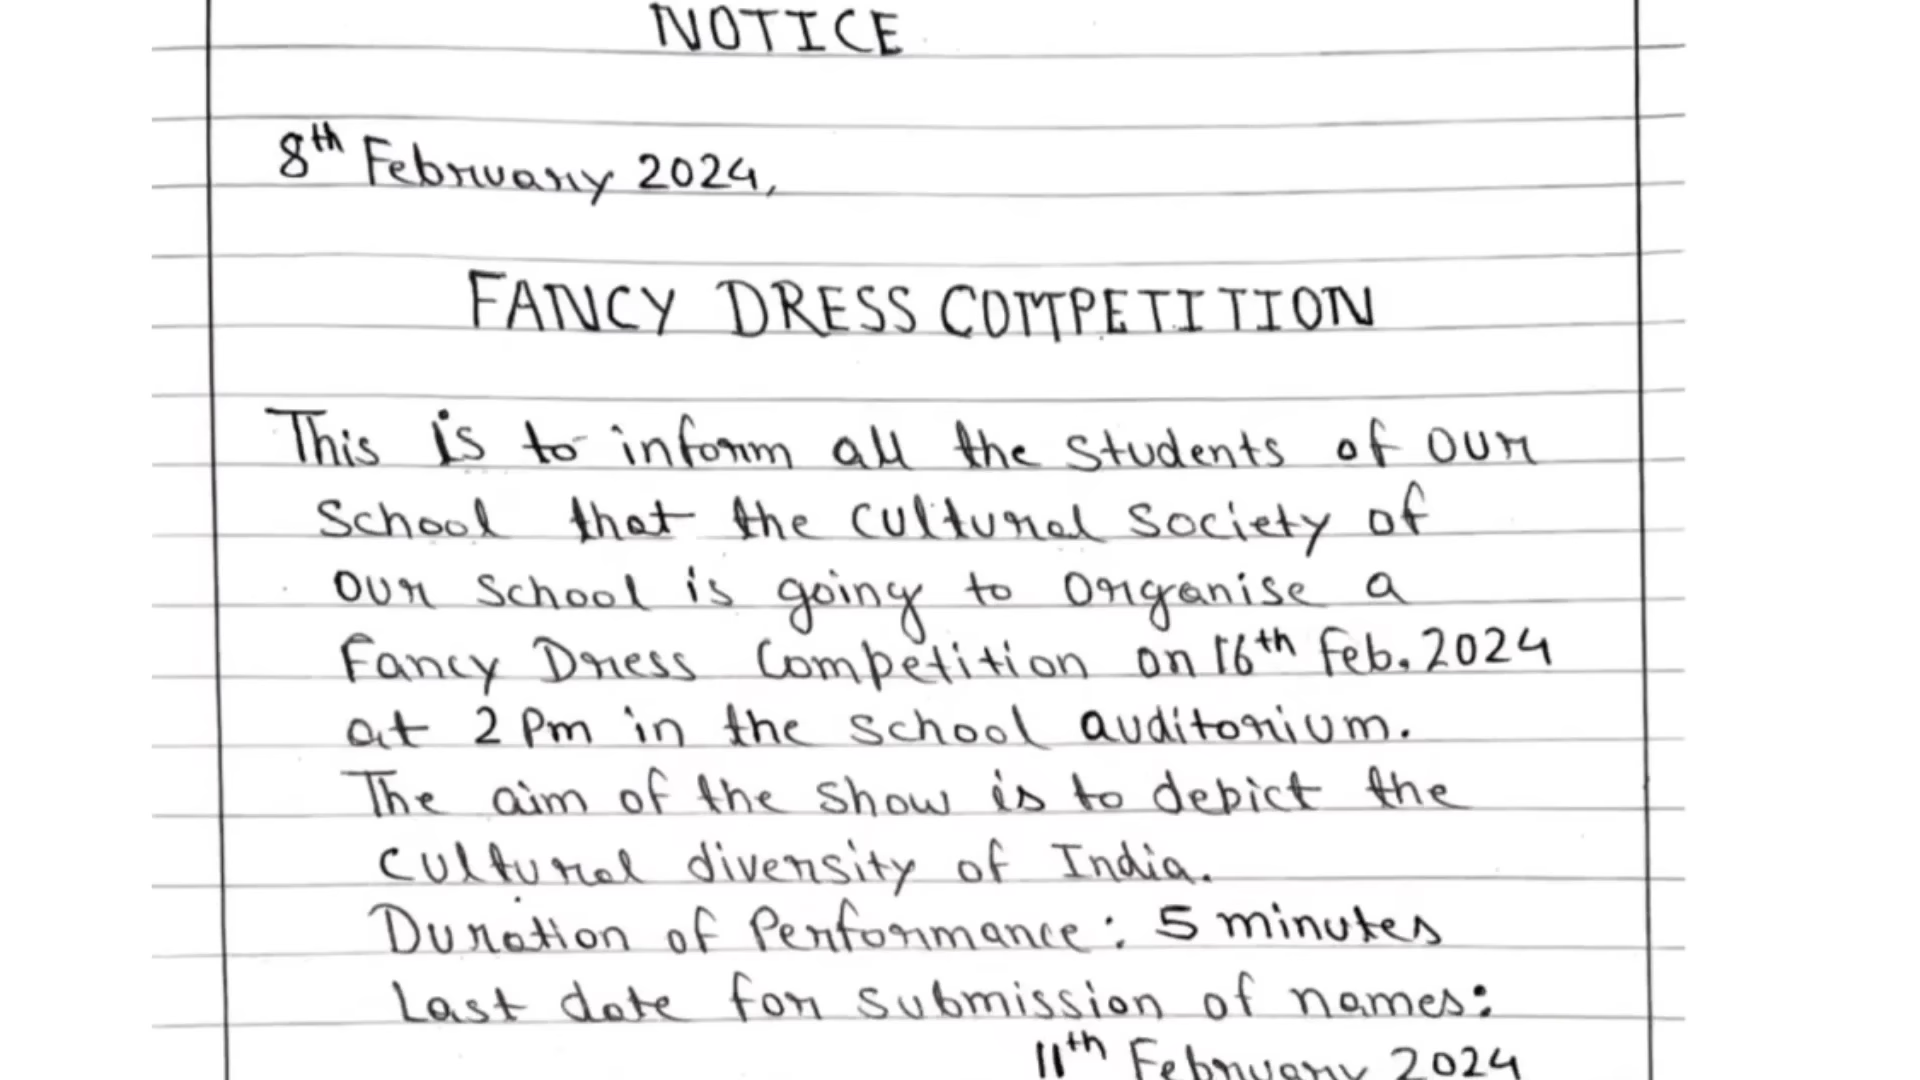 NOTICE
8th February 2024,
FANCY DRESS COMPETITION
This is to inform all the students of our
School that the cultural society of
our school is going to organise a
Fancy Dress Competition on 16th Feb. 2024
at 2 Pm in the school auditorium.
The aim of the show is to depict the
cultural diversity of India.
Duration of Performance: 5 minutes
Last date for submission of names:
11th February 2024